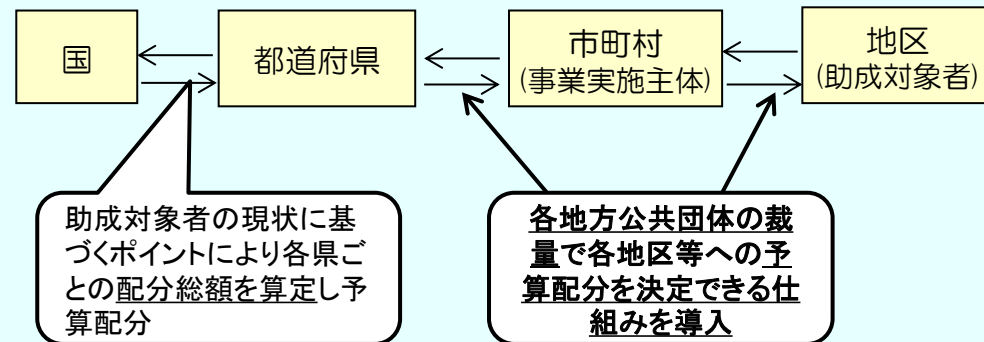 国
都道府県
市町村
(事業実施主体)
地区
(助成対象者)
助成対象者の現状に基
づくポイントにより各県ご
との配分総額を算定し予
算配分
各地方公共団体の裁
量で各地区等への予
算配分を決定できる仕
組みを導入